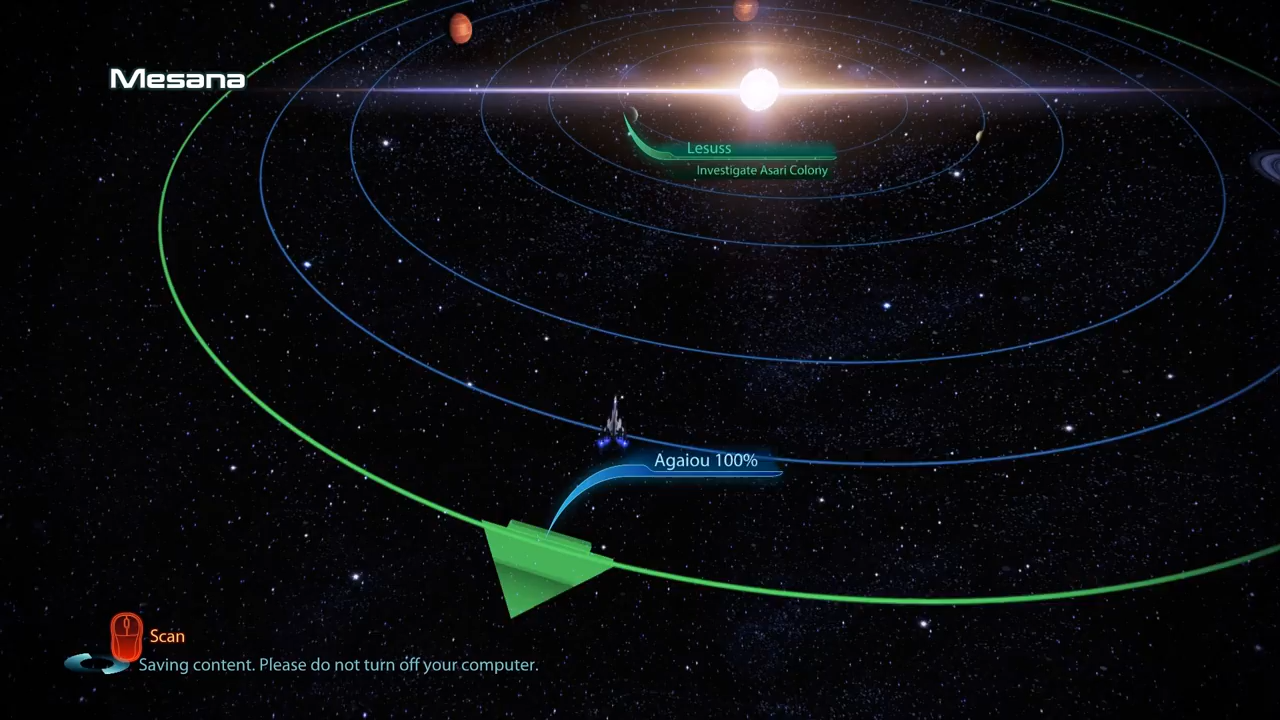 Mesana
Lesuss
Investigate Asari Colony
Agaiou 100%
Scan
Saving content. Please do not turn off your computer.